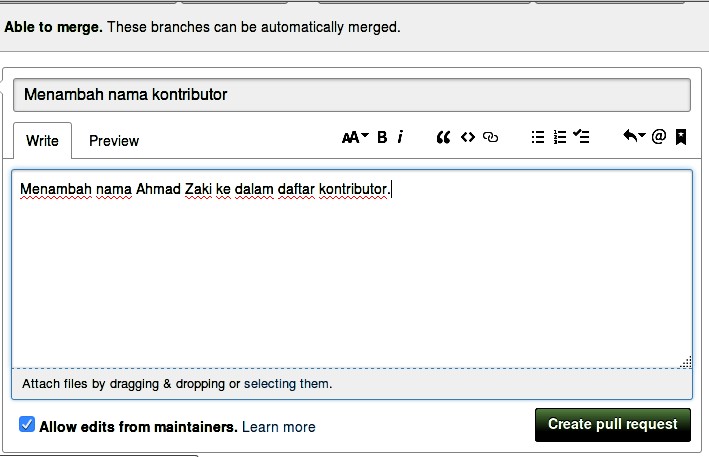 Able to merge. These branches can be automatically merged.
Menambah nama kontributor
Write Preview AA B i @
Menambah nama Ahmad Zaki ke dalam daftar kontributor.
Attach files by dragging & dropping or selecting them.
Allow edits from maintainers. Learn more
Create pull request